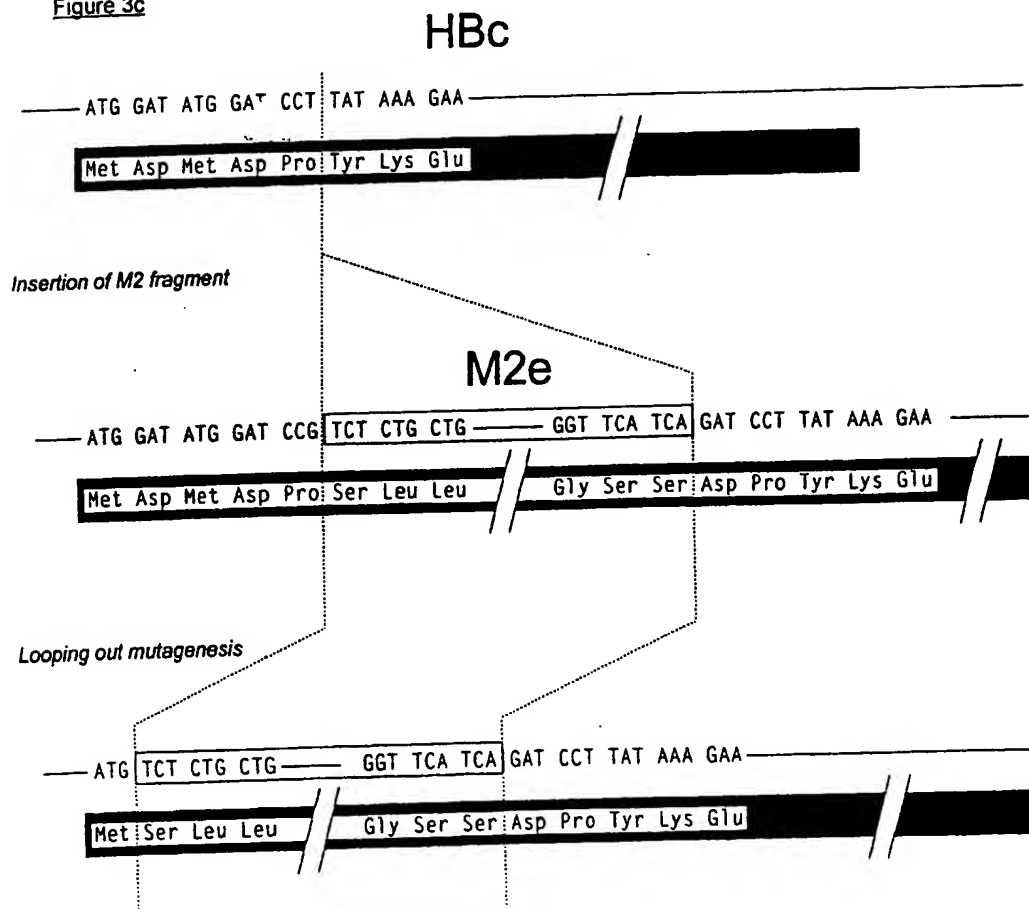 Figure 3c
HBc
ATG GAT ATG GAT CCT TAT AAA GAA
Met Asp Met Asp Pro Tyr Lys Glu
Insertion of M2 fragment
M2e
ATG GAT ATG GAT CCG TCT CTG CTG GGT TCA TCA GAT CCT TAT AAA GAA
Met Asp Met Asp Pro Ser Leu Leu Gly Ser Ser Asp Pro Tyr Lys Glu
Looping out mutagenesis
ATG TCT CTG CTG GGT TCA TCA GAT CCT TAT AAA GAA
Met Ser Leu Leu Gly Ser Ser Asp Pro Tyr Lys Glu